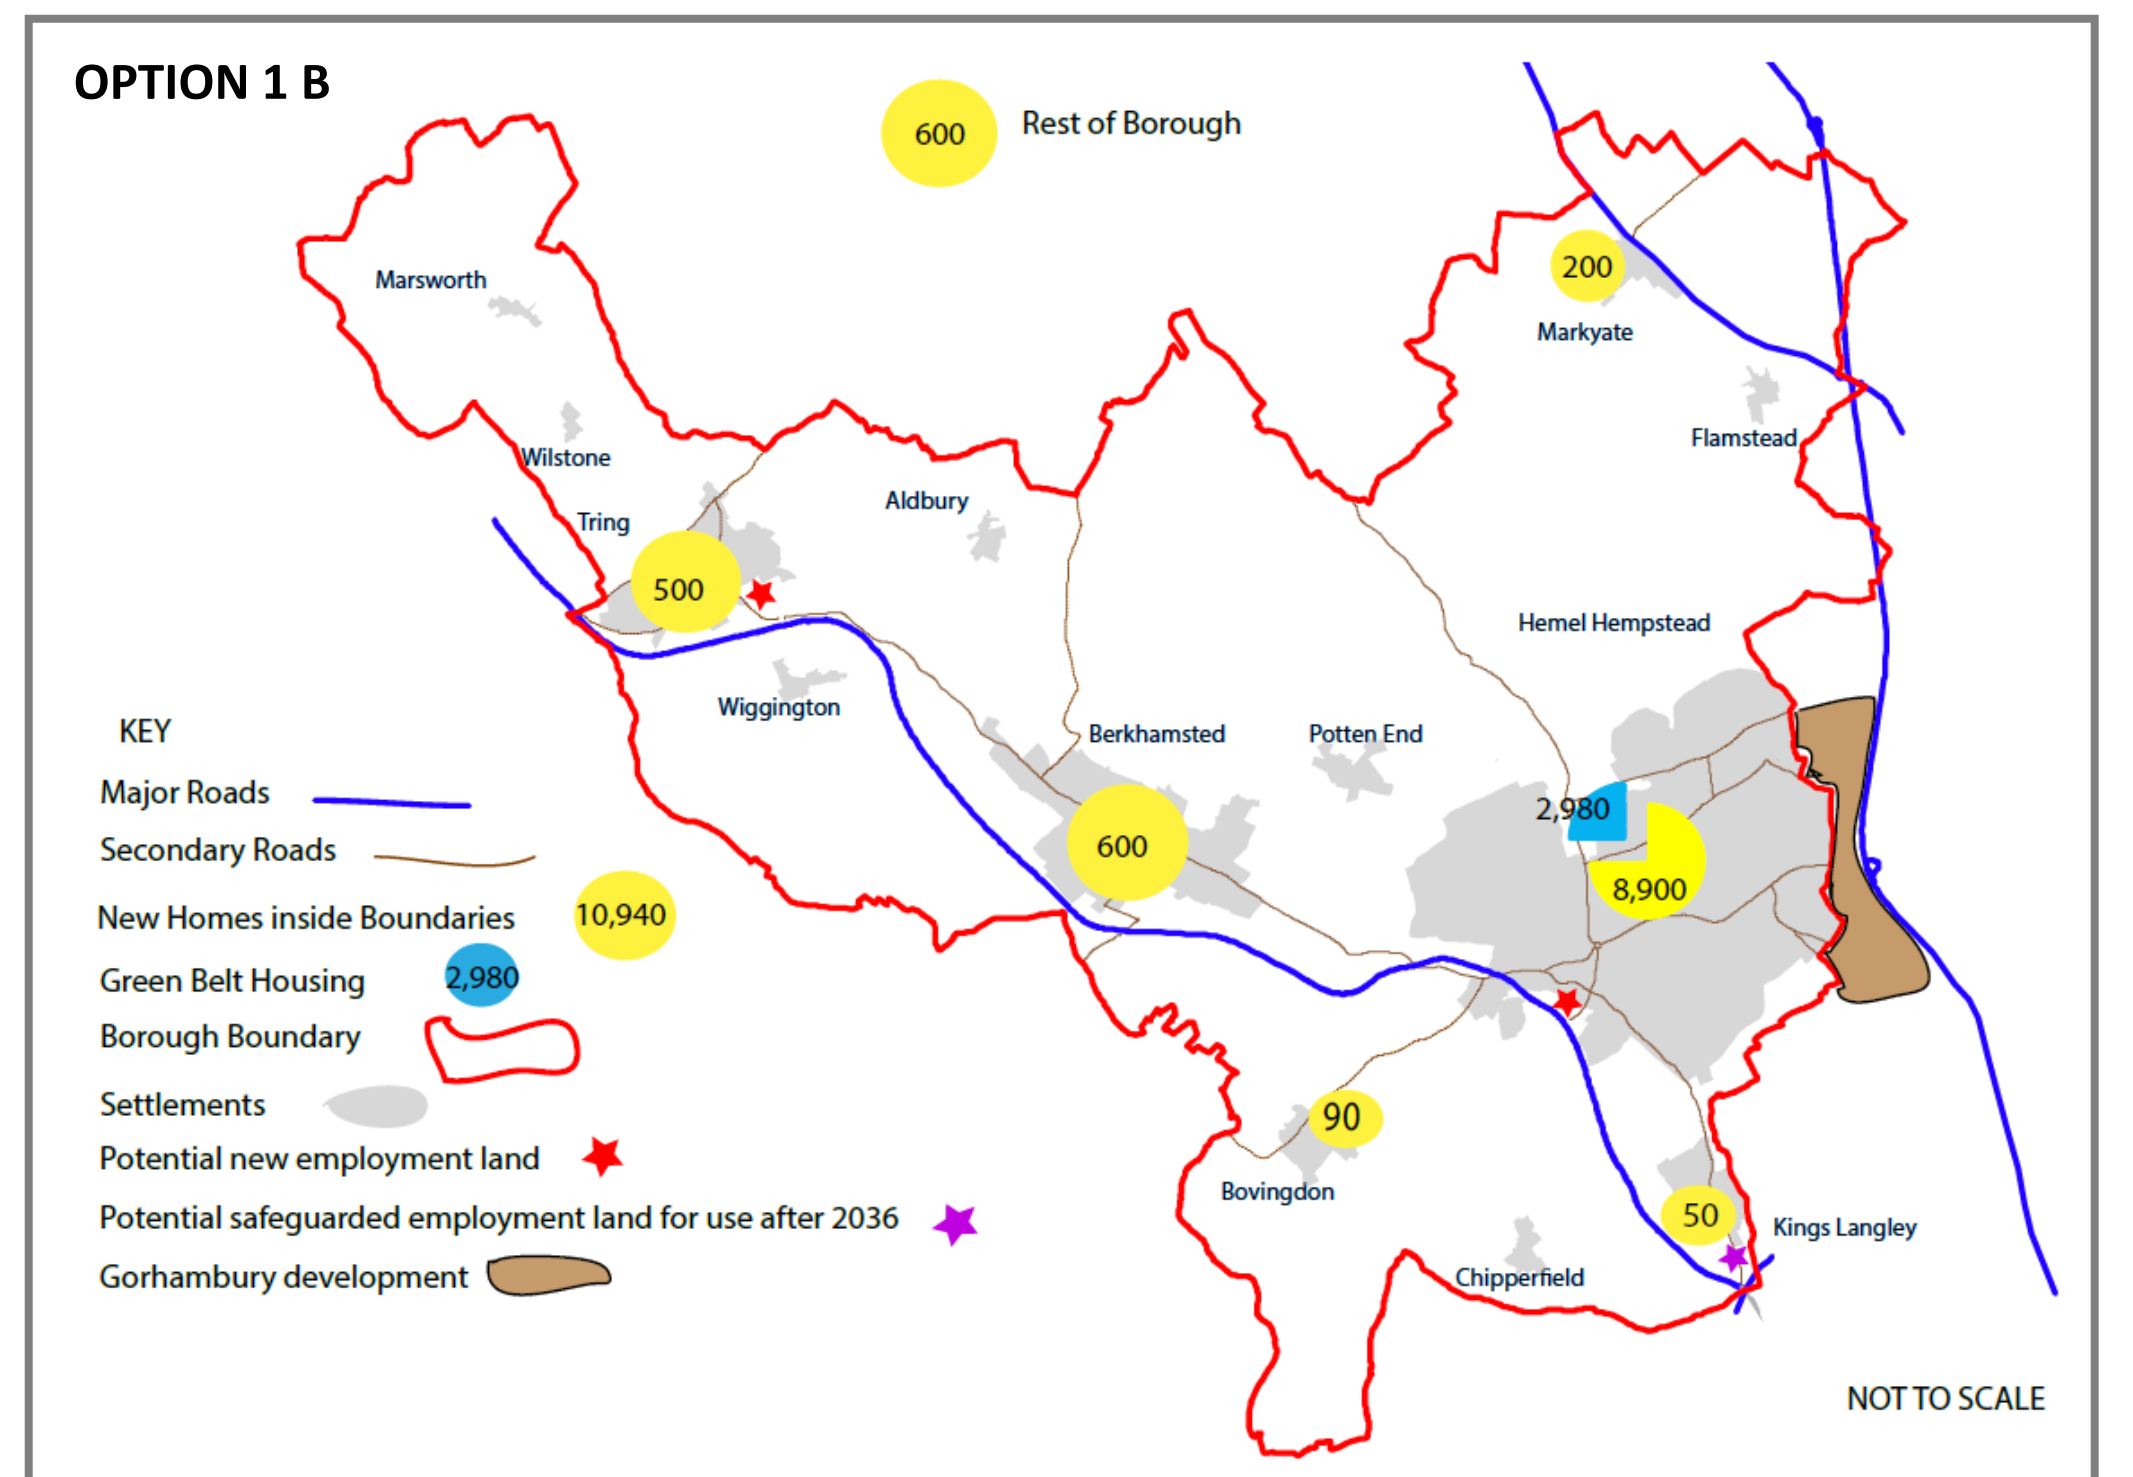 OPTION 1 B
600
Rest of Borough
200
Marsworth
Markyate
Flamstead
Wilstone
Aldbury
Tring
500
Hemel Hempstead
Wiggington
Berkhamsted
Potten End
2,980
600
8,900
90
Bovingdon
50
Kings Langley
Chipperfield
KEY
Major Roads
Secondary Roads
New Homes inside Boundaries 10,940
Green Belt Housing 2,980
Borough Boundary
Settlements
Potential new employment land
Potential safeguarded employment land for use after 2036
Gorhambury development
NOT TO SCALE